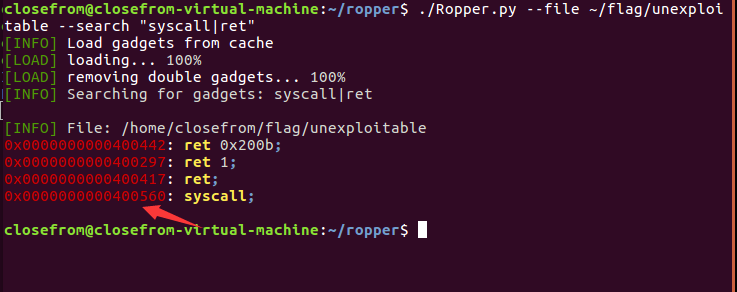 closefrom@closefrom-virtual-machine:~/ropper$ ./Ropper.py --file ~/flag/unexploi
table --search "syscall|ret"
[INFO] Load gadgets from cache
[LOAD] loading... 100%
[LOAD] removing double gadgets... 100%
[INFO] Searching for gadgets: syscall|ret
[INFO] File: /home/closefrom/flag/unexploitable
0x0000000000400442: ret 0x200b;
0x0000000000400297: ret 1;
0x0000000000400417: ret;
0x0000000000400560: syscall;
closefrom@closefrom-virtual-machine:~/ropper$